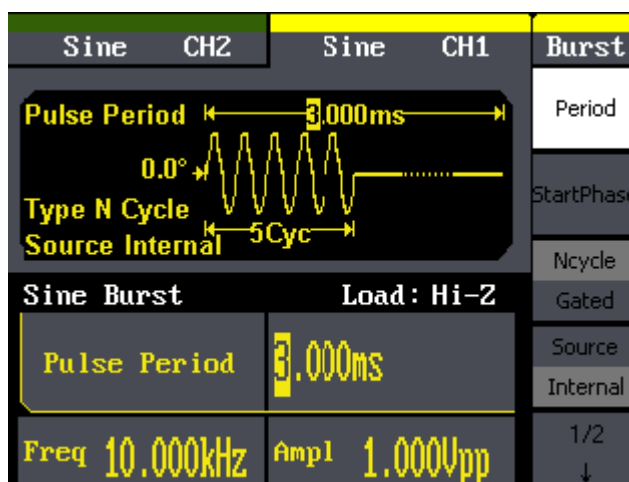 Sine CH2 Sine CH1 Burst
Pulse Period 3.000ms
0.0°
Type N Cycle
5Cyc
Source Internal
Period
StartPhas
Ncycle
Gated
Source
Internal
1/2
Sine Burst Load: Hi-Z
Pulse Period 3.000ms
Freq 10.000kHz Ampl 1.000Vpp